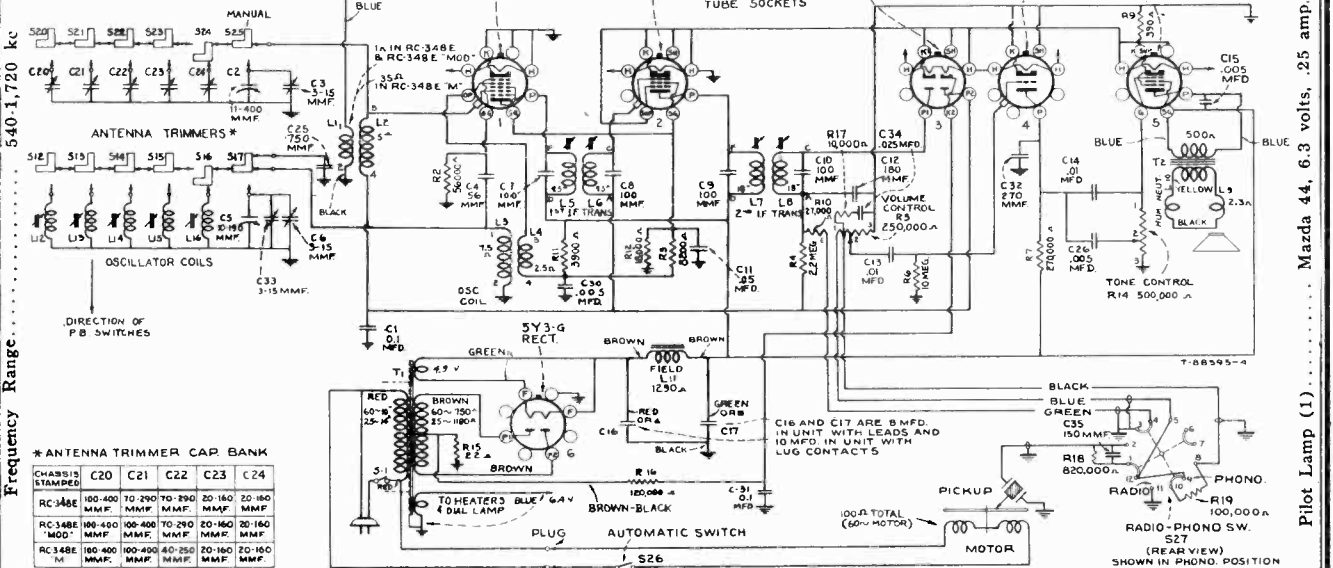 Frequency Range.......... 540-1,720 kc
Pilot Lamp (1)......... Mazda 44, 6.3 volts, .25 amp.
TUBE SOCKETS
MANUAL
BLUE
S20 S21 S22 S23 S24 S25
C20 C21 C22 C23 C24 C2
C3
3-15
MMF.
11-400
MMF.
ANTENNA TRIMMERS*
C25
750
MMF.
S12 S13 S14 S15 S16 S17
L12 L13 L14 L15 L16
C5
10-190
MMF.
C6
3-15
MMF.
OSCILLATOR COILS
C33
3-15 MMF.
DIRECTION OF
P.B. SWITCHES
BLACK
1Ω IN RC-348E
& RC-348E "MOD"
35Ω
IN RC-348E "M"
L1
L2
5Ω
R2
56000
C4
56
MMF.
C7
100
MMF.
L5 L6
1ST IF TRANS
C8
100
MMF.
L3
7.5
L4
2.5Ω
OSC
COIL
R11
3900
C30
.005
MFD.
R12
R3
8200
C11
.05
MFD.
C9
100
MMF
L7 L8
2ND IF TRANS
C10
100
MMF
R17
10,000Ω
C34
.025 MFD.
C12
180
MMF
R10
27,000
VOLUME
CONTROL
R5
250,000Ω
R4
2.2 MEG.
C13
.01
MFD
R6
10 MEG.
C32
270
MMF.
R7
270,000Ω
C14
.01
MFD
C26
.005
MFD.
TONE CONTROL
R14 500,000Ω
R9
390Ω
C15
.005
MFD
BLUE
500Ω
BLUE
T2
YELLOW
HUM NEUT.
BLACK
L9
2.3Ω
T-88595-4
C1
0.1
MFD.
5Y3-G
RECT.
GREEN
T1
4.9 V
RED
BROWN
60~ 750Ω
25~ 1180Ω
R15
22Ω
BROWN
S-1
RED
TO HEATERS
& DIAL LAMP
BLUE
6.4 V
BROWN BROWN
FIELD
L11
1290Ω
RED
OR
C16
GREEN
OR
C17
BLACK
C16 AND C17 ARE 8 MFD.
IN UNIT WITH LEADS AND
10 MFD. IN UNIT WITH
LUG CONTACTS
R16
120,000Ω
BROWN-BLACK
C-31
0.1
MFD
PLUG AUTOMATIC SWITCH
S26
100Ω TOTAL
(60~ MOTOR)
PICKUP
MOTOR
BLACK
BLUE
GREEN
C35
150 MMF.
R18
820,000Ω
RADIO
PHONO.
R19
100,000Ω
RADIO-PHONO SW.
S27
(REAR VIEW)
SHOWN IN PHONO. POSITION
*ANTENNA TRIMMER CAP. BANK
CHASSIS STAMPED C20 C21 C22 C23 C24
RC-348E 100-400 MMF. 70-290 MMF. 70-290 MMF. 20-160 MMF. 20-160 MMF.
RC-348E "MOD" 100-400 MMF 100-400 MMF. 70-290 MMF. 20-160 MMF. 20-160 MMF.
RC348E "M" 100-400 MMF. 100-400 MMF. 40-250 MMF. 20-160 MMF. 20-160 MMF.